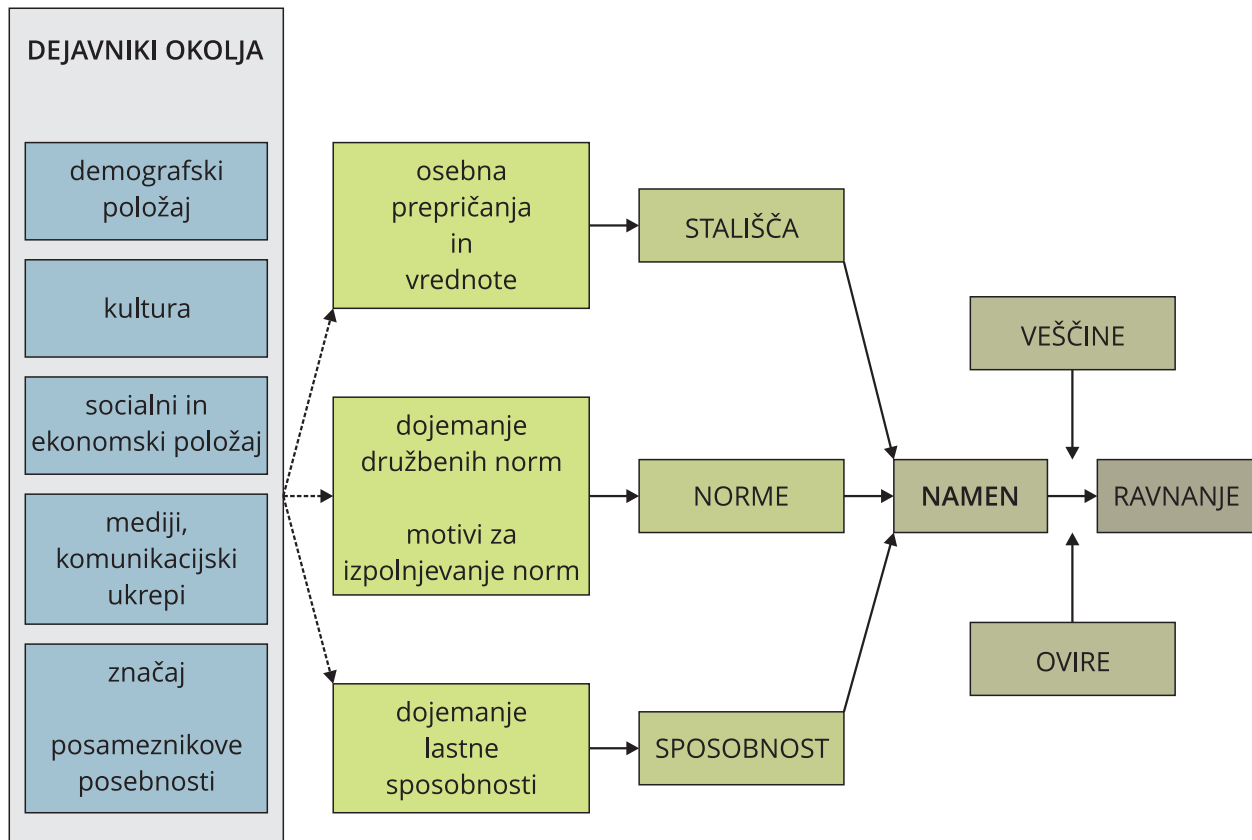 DEJAVNIKI OKOLJA
demografski
položaj
kultura
socialni in
ekonomski položaj
mediji,
komunikacijski
ukrepi
značaj
posameznikove
posebnosti
osebna
prepričanja
in
vrednote
dojemanje
družbenih norm
motivi za
izpolnjevanje norm
dojemanje
lastne
sposobnosti
STALIŠČA
NORME
SPOSOBNOST
NAMEN
VEŠČINE
RAVNANJE
OVIRE